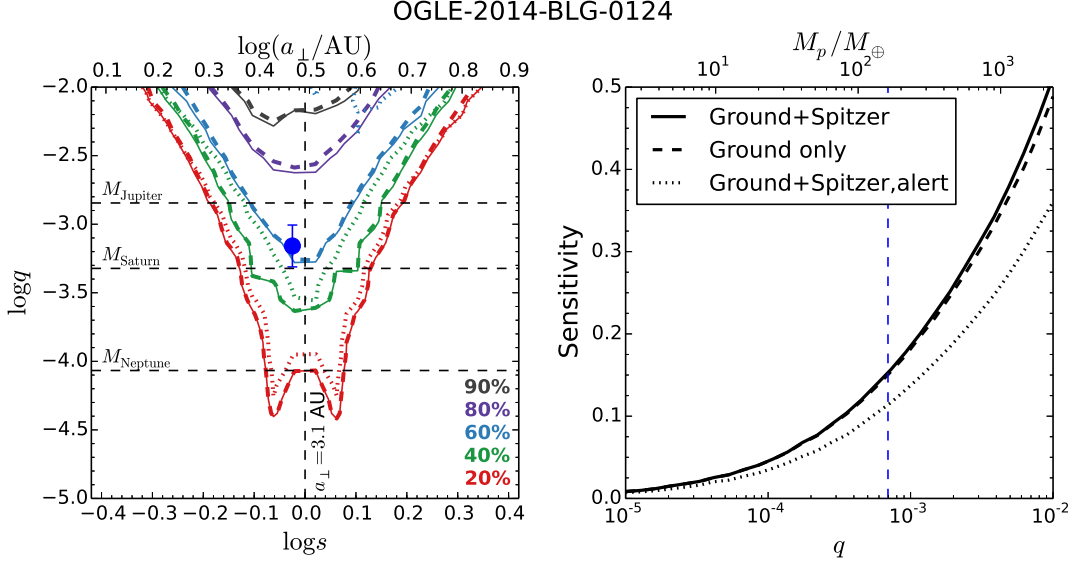 OGLE-2014-BLG-0124
log(a⊥/AU)
0.1 0.2 0.3 0.4 0.5 0.6 0.7 0.8 0.9
−2.0
−2.5
−3.0
−3.5
−4.0
−4.5
−5.0
logq
M_Jupiter
M_Saturn
M_Neptune
a⊥=3.1 AU
90%
80%
60%
40%
20%
−0.4 −0.3 −0.2 −0.1 0.0 0.1 0.2 0.3 0.4
logs
M_p/M_⊕
10^1 10^2 10^3
0.5
0.4
0.3
0.2
0.1
0.0
Sensitivity
Ground+Spitzer
Ground only
Ground+Spitzer,alert
10^-5 10^-4 10^-3 10^-2
q